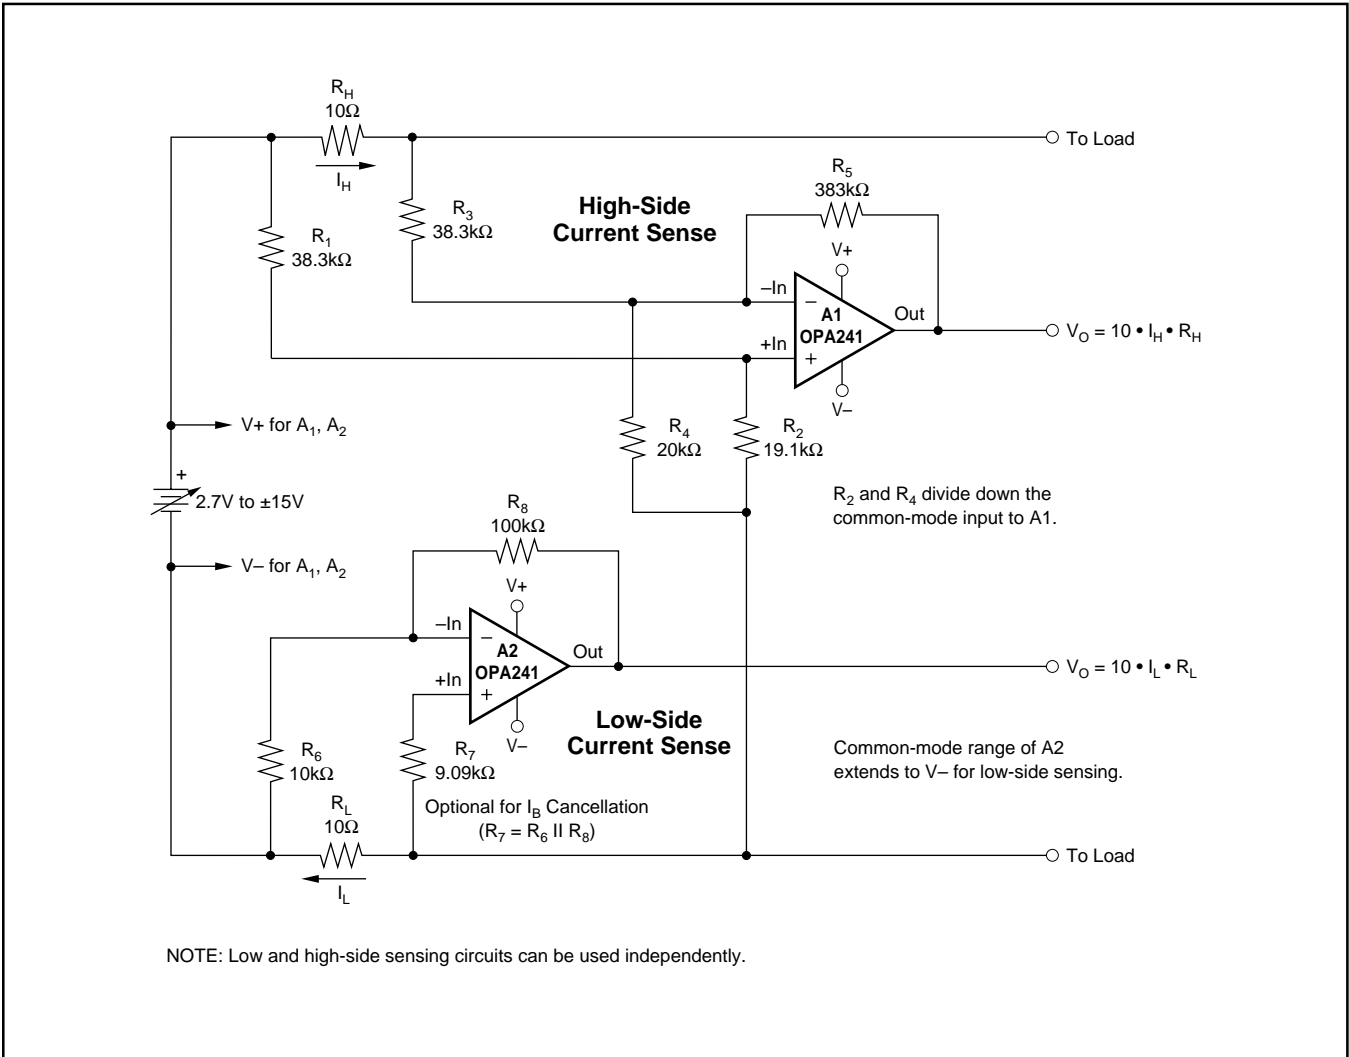 R_H
10Ω
To Load
I_H
R_5
383kΩ
High-Side
Current Sense
R_3
38.3kΩ
R_1
38.3kΩ
V+
–In
–
A1
OPA241
Out
V_O = 10 • I_H • R_H
+In
+
V–
V+ for A_1, A_2
R_4
20kΩ
R_2
19.1kΩ
+
2.7V to ±15V
R_2 and R_4 divide down the
common-mode input to A1.
R_8
100kΩ
V– for A_1, A_2
V+
–In
–
A2
OPA241
Out
V_O = 10 • I_L • R_L
+In
+
V–
Low-Side
Current Sense
R_6
10kΩ
R_7
9.09kΩ
Common-mode range of A2
extends to V– for low-side sensing.
R_L
10Ω
Optional for I_B Cancellation
(R_7 = R_6 II R_8)
To Load
I_L
NOTE: Low and high-side sensing circuits can be used independently.